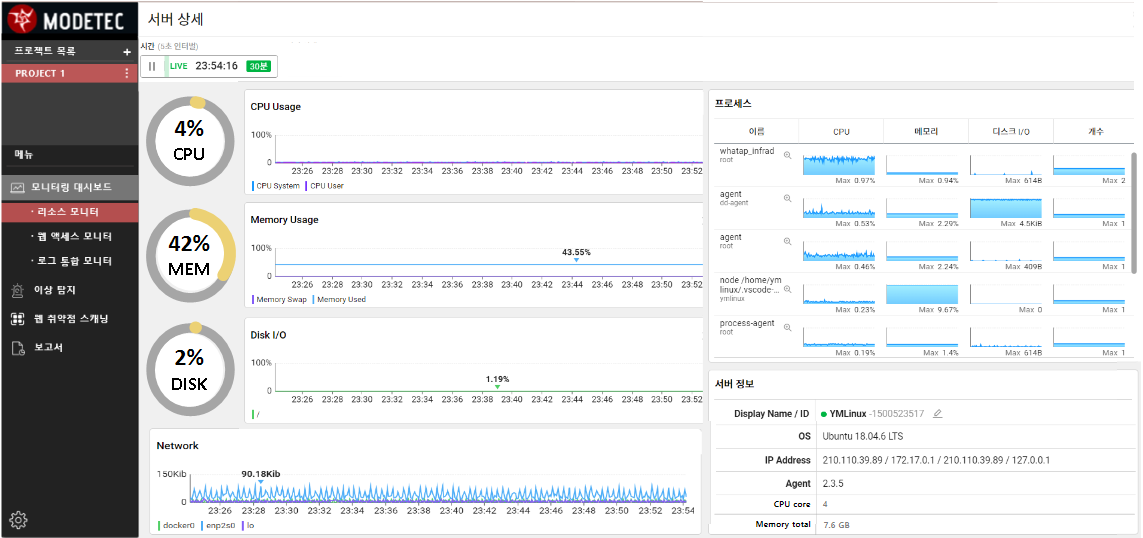 MODETEC
프로젝트 목록 +
PROJECT 1
메뉴
모니터링 대시보드
· 리소스 모니터
· 웹 액세스 모니터
· 로그 통합 모니터
이상 탐지
웹 취약점 스캐닝
보고서
서버 상세
시간 (5초 인터벌)
LIVE 23:54:16 30분
4%
CPU
CPU Usage
100%
0
23:26 23:28 23:30 23:32 23:34 23:36 23:38 23:40 23:42 23:44 23:46 23:48 23:50 23:52
CPU System CPU User
42%
MEM
Memory Usage
100%
43.55%
0
23:26 23:28 23:30 23:32 23:34 23:36 23:38 23:40 23:42 23:44 23:46 23:48 23:50 23:52
Memory Swap Memory Used
2%
DISK
Disk I/O
100%
1.19%
0
23:26 23:28 23:30 23:32 23:34 23:36 23:38 23:40 23:42 23:44 23:46 23:48 23:50 23:52
/
Network
150Kib
90.18Kib
0
23:26 23:28 23:30 23:32 23:34 23:36 23:38 23:40 23:42 23:44 23:46 23:48 23:50 23:52 23:54
docker0 enp2s0 lo
프로세스
이름 CPU 메모리 디스크 I/O 개수
whatap_infrad
root
Max 0.97% Max 0.94% Max 614B Max 2
agent
dd-agent
Max 0.53% Max 2.29% Max 4.5KiB Max 1
agent
root
Max 0.46% Max 2.24% Max 409B Max 1
node /home/ym
linux/.vscode-...
ymlinux
Max 0.23% Max 9.67% Max 0 Max 1
process-agent
root
Max 0.19% Max 1.4% Max 614B Max 1
서버 정보
Display Name / ID YMLinux -1500523517
OS Ubuntu 18.04.6 LTS
IP Address 210.110.39.89 / 172.17.0.1 / 210.110.39.89 / 127.0.0.1
Agent 2.3.5
CPU core 4
Memory total 7.6 GB